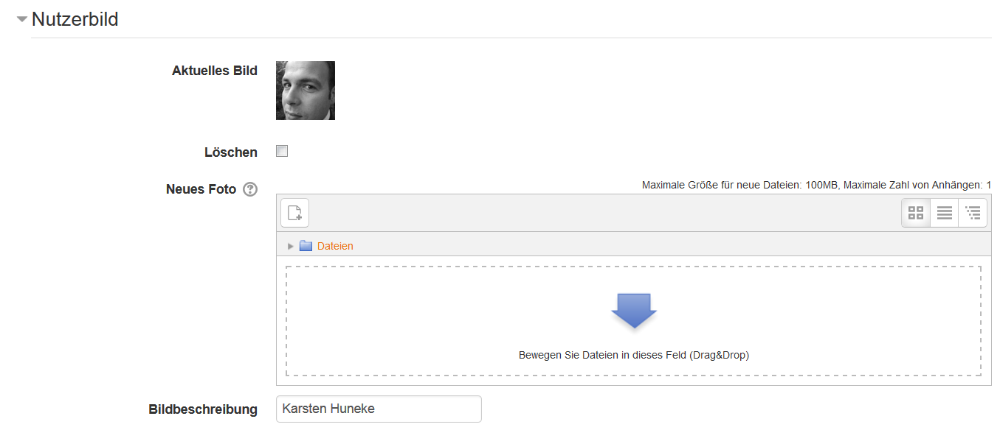 Nutzerbild
Aktuelles Bild
Löschen
Neues Foto
Maximale Größe für neue Dateien: 100MB, Maximale Zahl von Anhängen: 1
Dateien
Bewegen Sie Dateien in dieses Feld (Drag&Drop)
Bildbeschreibung Karsten Huneke